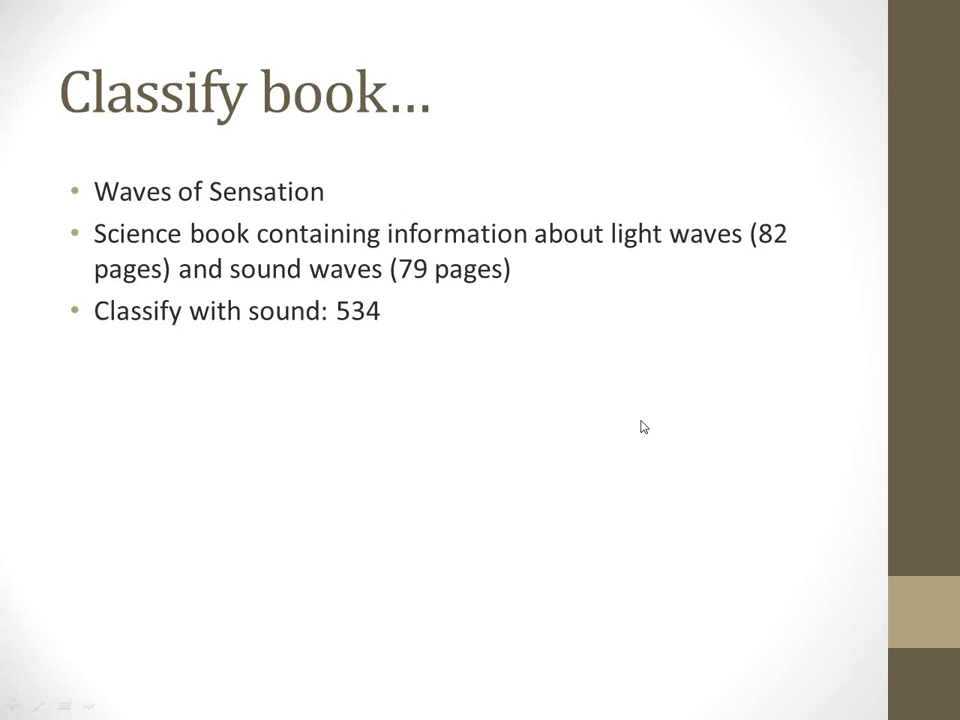 Classify book…
• Waves of Sensation
• Science book containing information about light waves (82
pages) and sound waves (79 pages)
• Classify with sound: 534